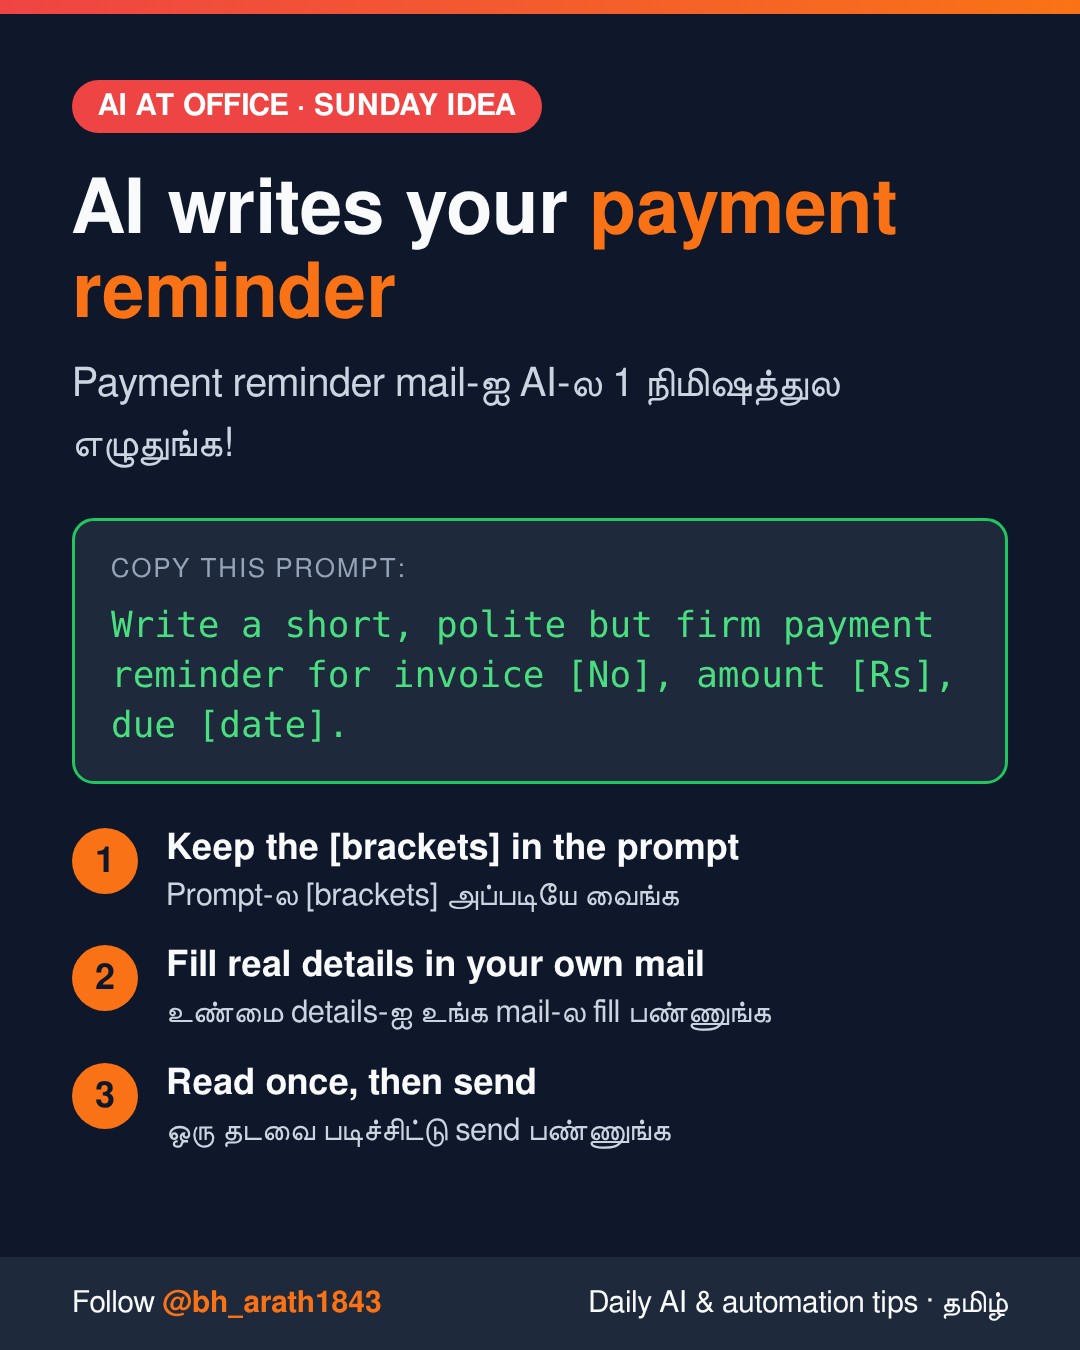 AI AT OFFICE · SUNDAY IDEA
AI writes your payment
reminder
Payment reminder mail-ஐ AI-ல 1 நிமிஷத்துல
எழுதுங்க!
COPY THIS PROMPT:
Write a short, polite but firm payment
reminder for invoice [No], amount [Rs],
due [date].
1 Keep the [brackets] in the prompt
Prompt-ல [brackets] அப்படியே வைங்க
2 Fill real details in your own mail
உண்மை details-ஐ உங்க mail-ல fill பண்ணுங்க
3 Read once, then send
ஒரு தடவை படிச்சிட்டு send பண்ணுங்க
Follow @bh_arath1843 Daily AI & automation tips · தமிழ்